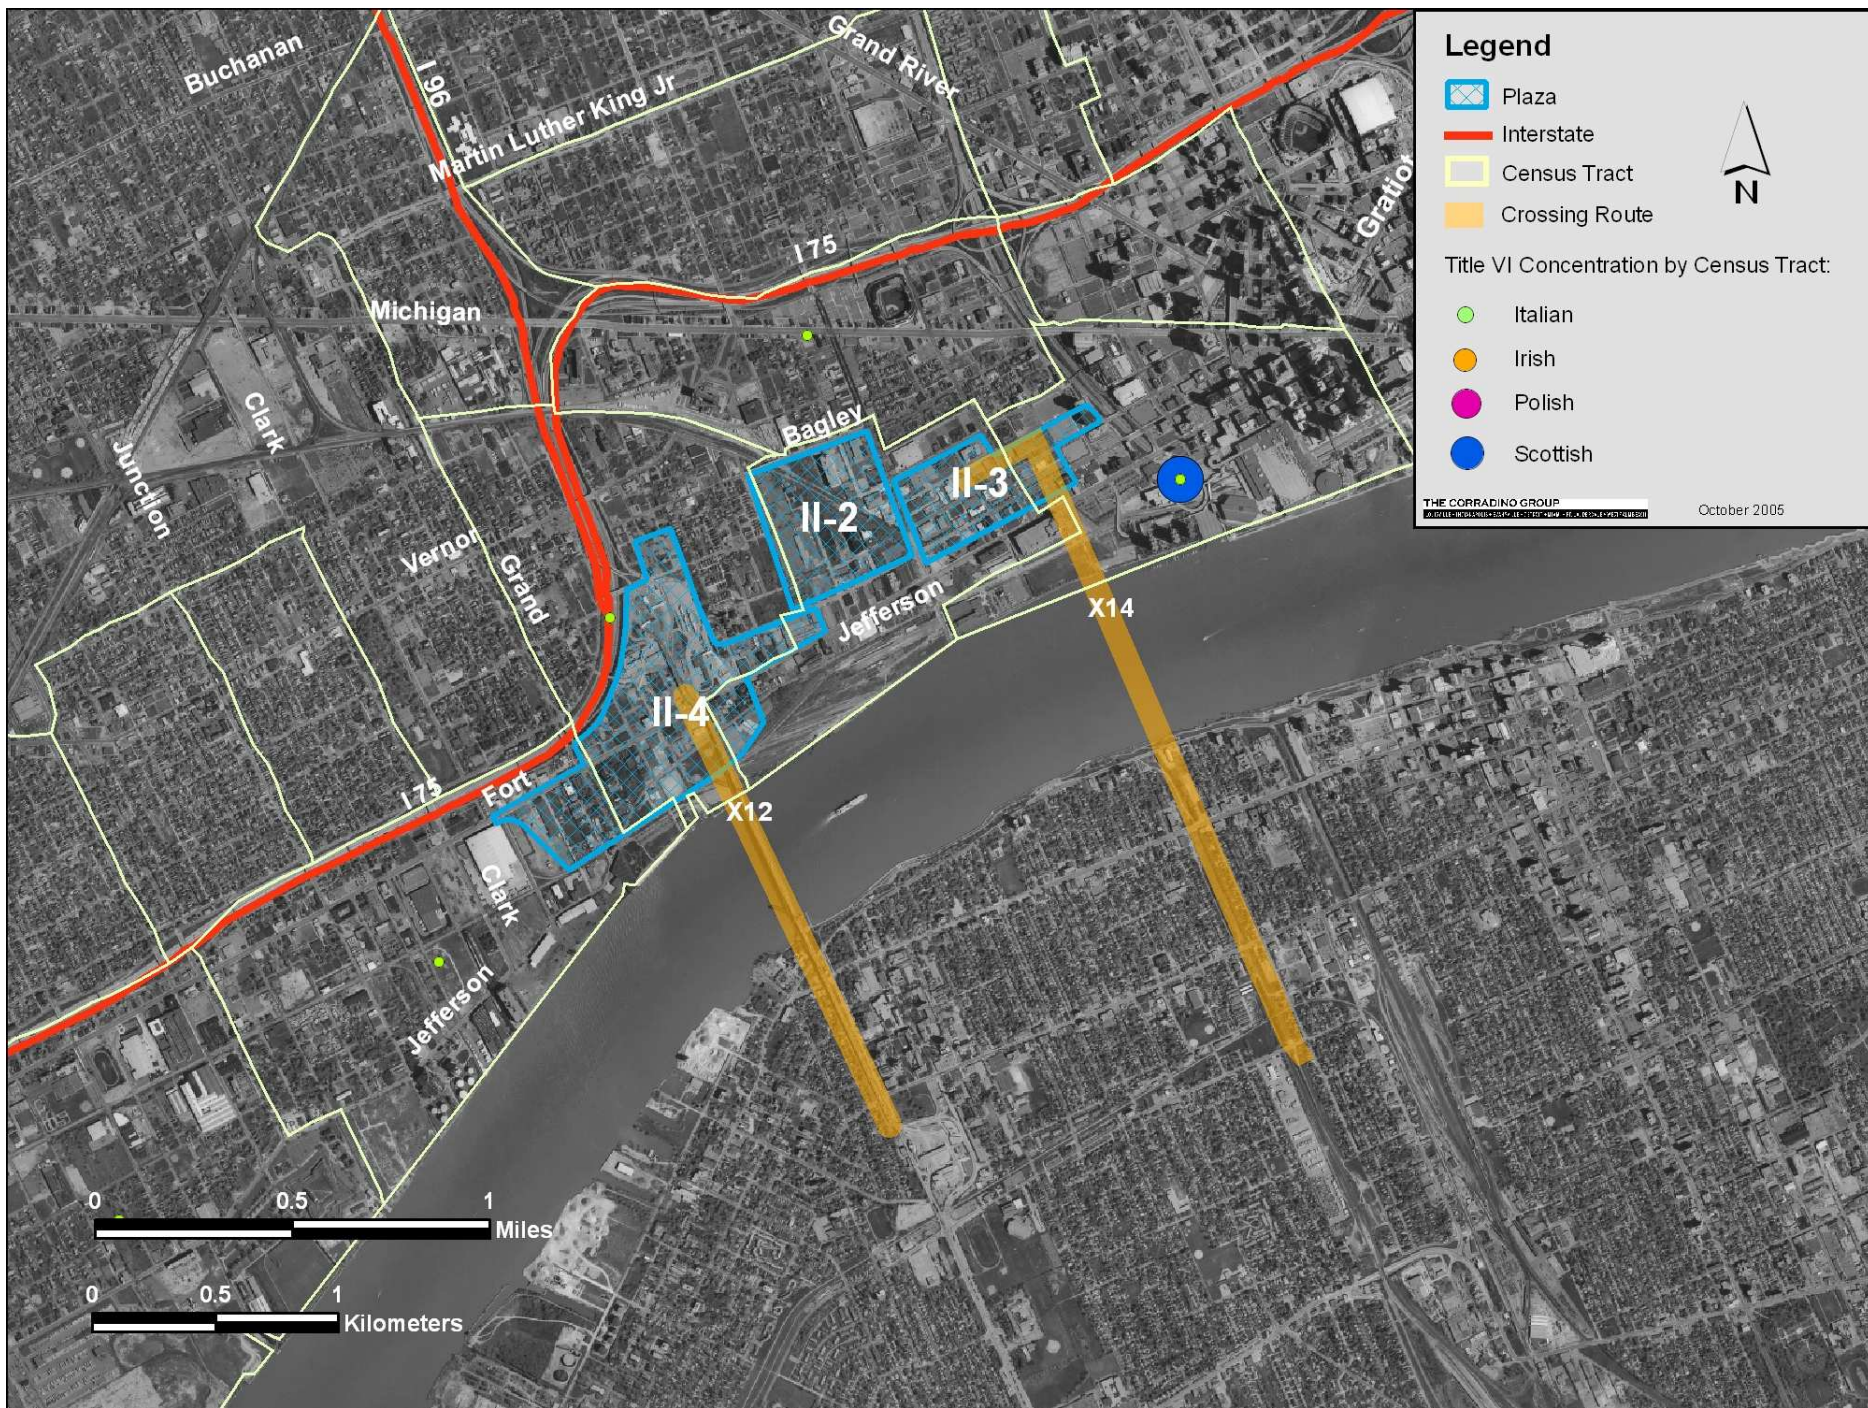 Legend
Plaza
Interstate
Census Tract
Crossing Route
N
Title VI Concentration by Census Tract:
Italian
Irish
Polish
Scottish
THE CORRADINO GROUP
October 2005
Buchanan
I 96
Martin Luther King Jr
Grand River
Gratiot
I 75
Michigan
Clark
Junction
Bagley
Vernor
Grand
II-2
II-3
Jefferson
X14
II-4
I 75
Fort
X12
Clark
Jefferson
0 0.5 1
Miles
0 0.5 1
Kilometers